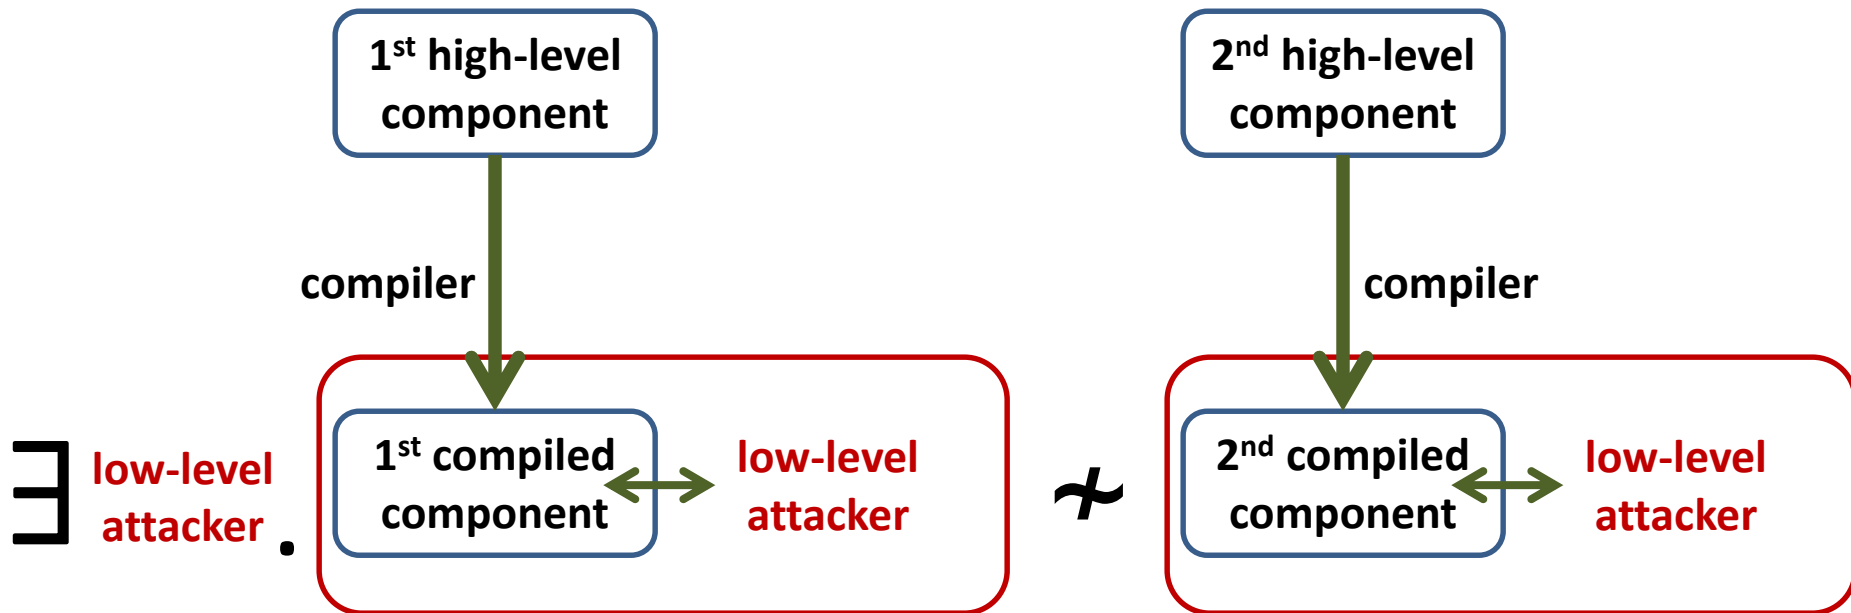 1st high-level
component
2nd high-level
component
compiler
compiler
∃ low-level
attacker .
1st compiled
component
low-level
attacker
≁
2nd compiled
component
low-level
attacker